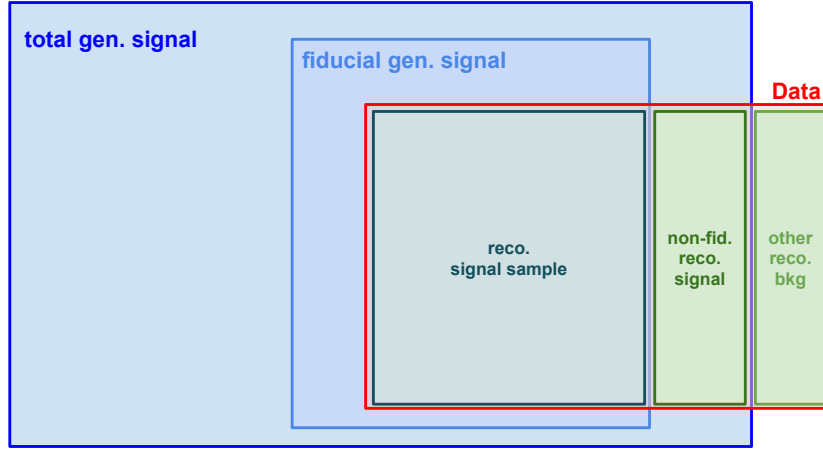 total gen. signal
fiducial gen. signal
Data
reco.
signal sample
non-fid.
reco.
signal
other
reco.
bkg